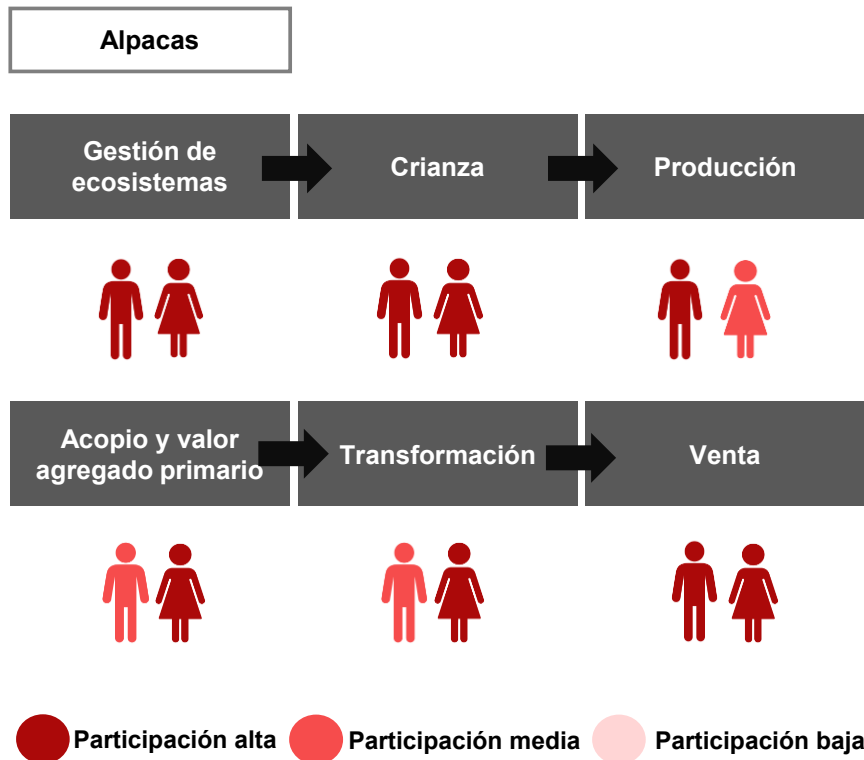 Alpacas
Gestión de
ecosistemas
Crianza
Producción
Acopio y valor
agregado primario
Transformación
Venta
Participación alta
Participación media
Participación baja